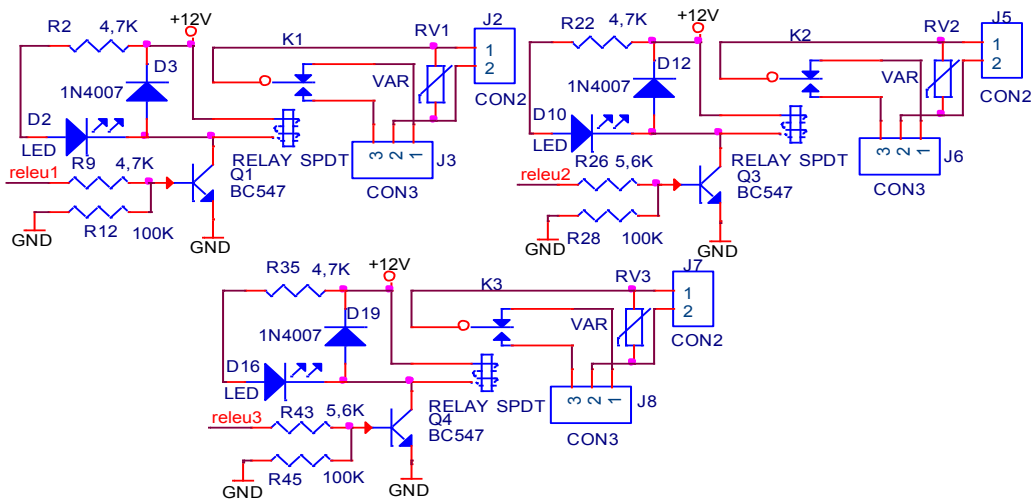 R2 4,7K
+12V
K1
RV1
J2
1
2
CON2
D3
1N4007
VAR
D2
LED
RELAY SPDT
3 2 1
J3
CON3
R9 4,7K
releu1
Q1
BC547
R12 100K
GND
GND
R22 4,7K
+12V
K2
RV2
J5
1
2
CON2
D12
1N4007
VAR
D10
LED
RELAY SPDT
3 2 1
J6
CON3
R26 5,6K
releu2
Q3
BC547
R28 100K
GND
GND
R35 4,7K
+12V
K3
RV3
J7
1
2
CON2
D19
1N4007
VAR
D16
LED
RELAY SPDT
3 2 1
J8
CON3
R43 5,6K
releu3
Q4
BC547
R45 100K
GND
GND